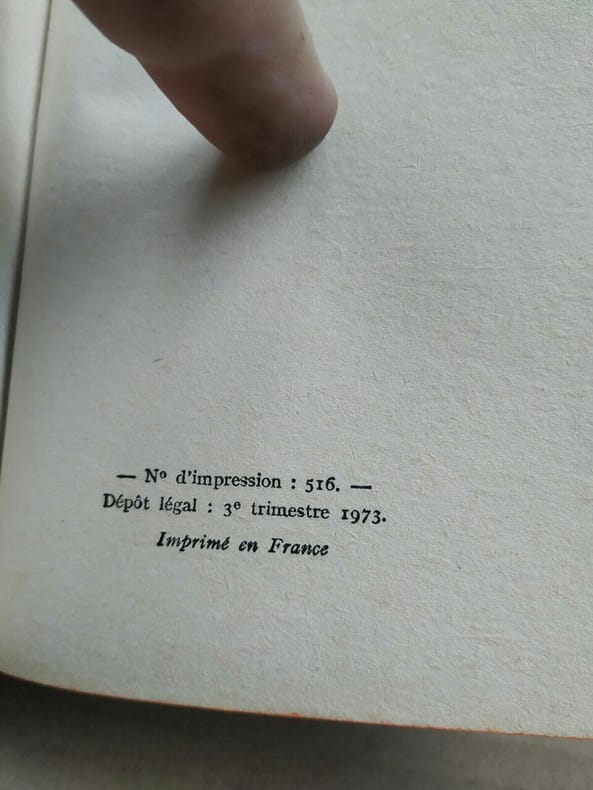 — Nº d'impression : 516. —
Dépôt légal : 3e trimestre 1973.
Imprimé en France